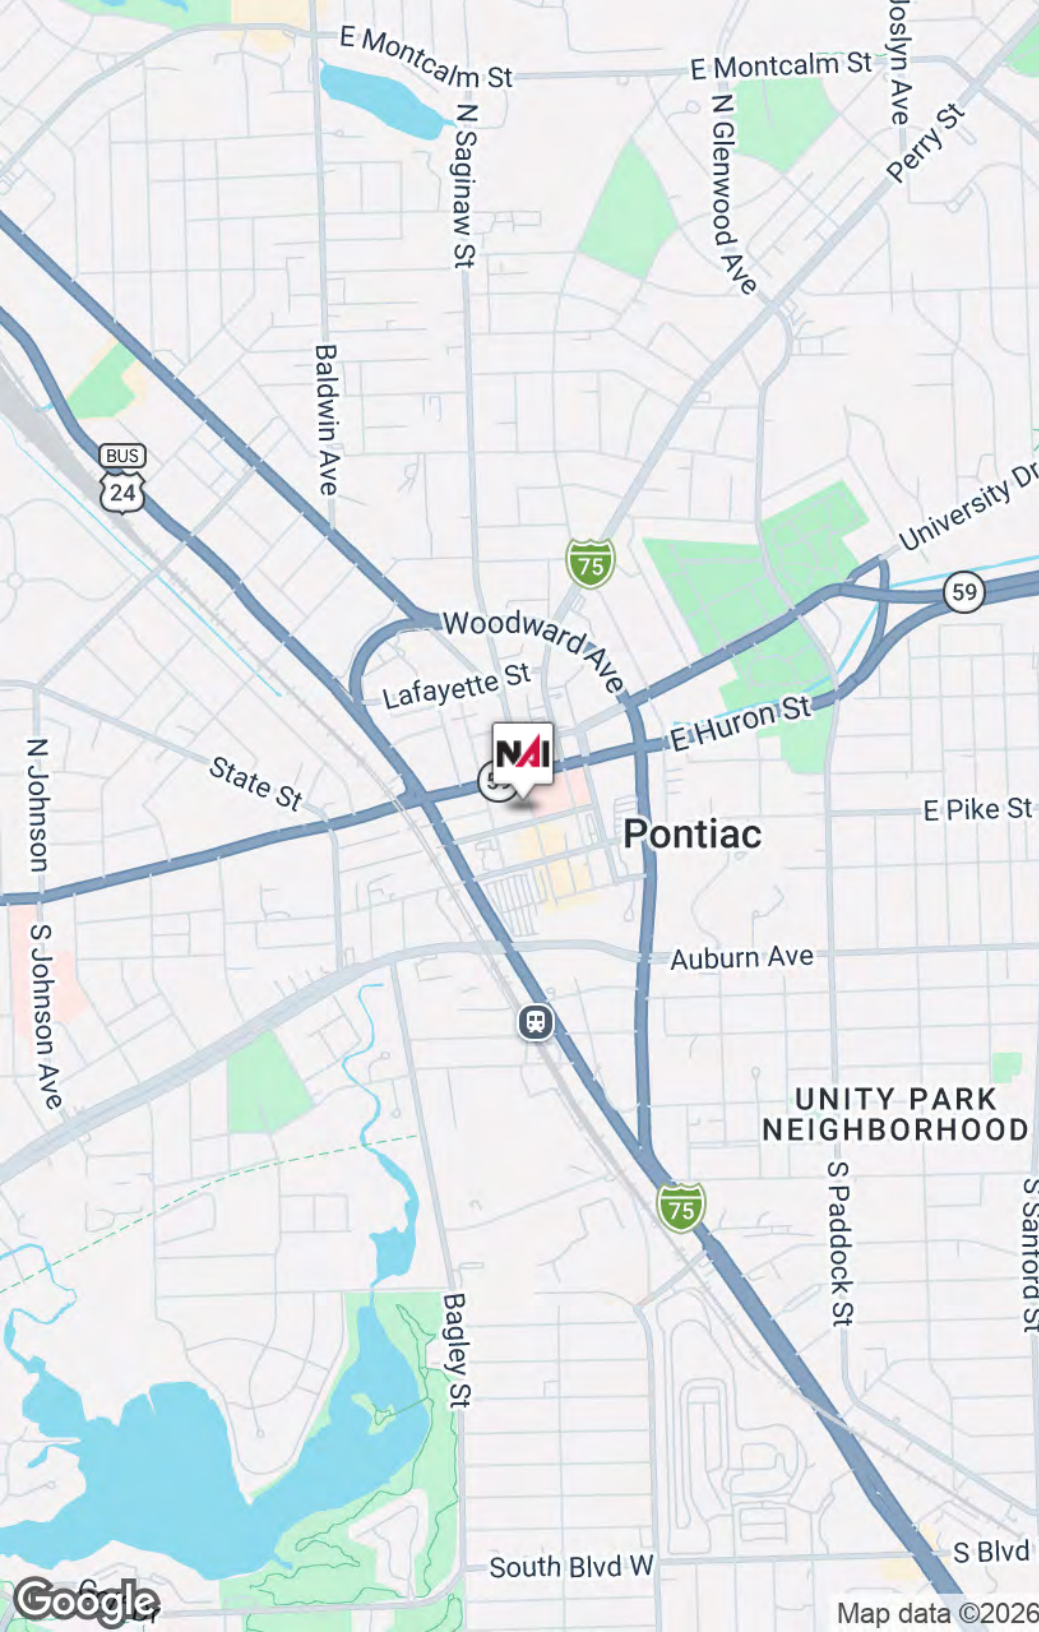 Joslyn Ave
E Montcalm St
E Montcalm St
N Saginaw St
N Glenwood Ave
Perry St
Baldwin Ave
BUS
24
University Dr
75
59
Woodward Ave
Lafayette St
E Huron St
NAI
N Johnson
State St
E Pike St
Pontiac
S Johnson Ave
Auburn Ave
UNITY PARK
NEIGHBORHOOD
S Paddock St
S Sanford St
75
Bagley St
South Blvd W
S Blvd
Google
Dr
Map data ©2026